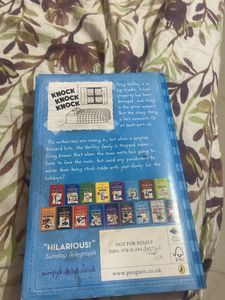 KNOCK
KNOCK
KNOCK
Greg Heffley is in
big trouble. School
property has been
damaged, and Greg
is the prime suspect.
But the crazy thing
is, he's innocent. Or
at least sort of.
The authorities are closing in, but when a surprise
blizzard hits, the Heffley family is trapped indoors.
Greg knows that when the snow melts he's going to
have to face the music, but could any punishment be
worse than being stuck inside with your family for the
holidays?
"HILARIOUS!"
Sunday Telegraph
wimpykidclub.co.uk
NOT FOR RESALE
www.penguin.co.uk
FSC